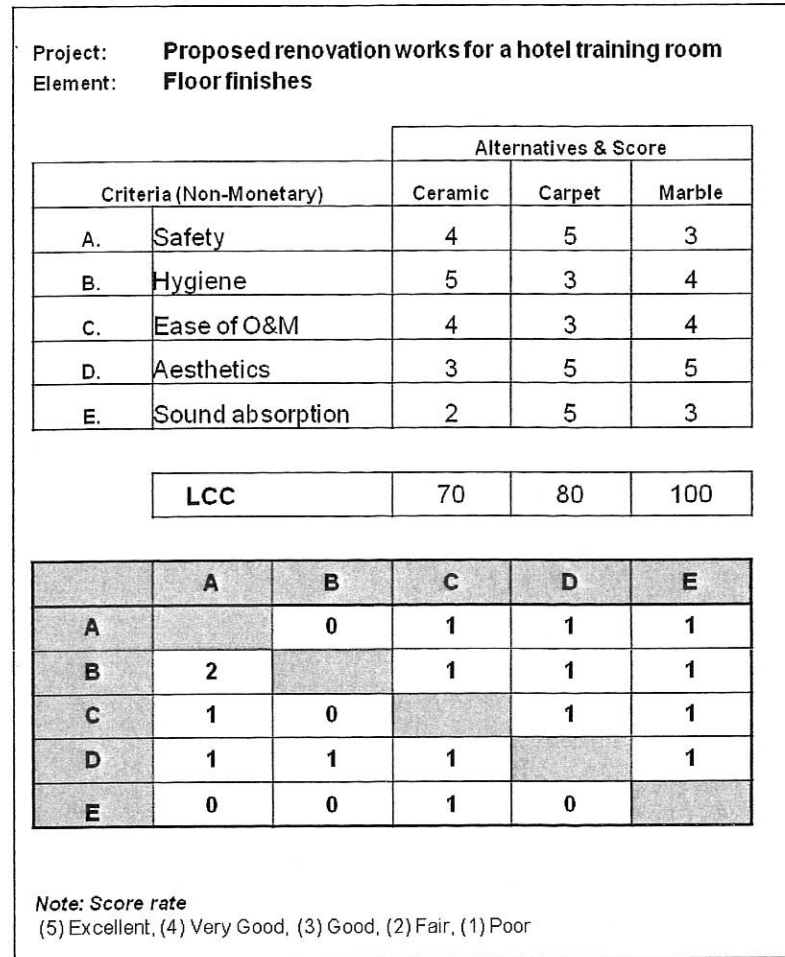 Project: Proposed renovation works for a hotel training room
Element: Floor finishes
Alternatives & Score
Criteria (Non-Monetary) Ceramic Carpet Marble
A. Safety 4 5 3
B. Hygiene 5 3 4
C. Ease of O&M 4 3 4
D. Aesthetics 3 5 5
E. Sound absorption 2 5 3
LCC 70 80 100
A B C D E
A 0 1 1 1
B 2 1 1 1
C 1 0 1 1
D 1 1 1 1
E 0 0 1 0
Note: Score rate
(5) Excellent, (4) Very Good, (3) Good, (2) Fair, (1) Poor